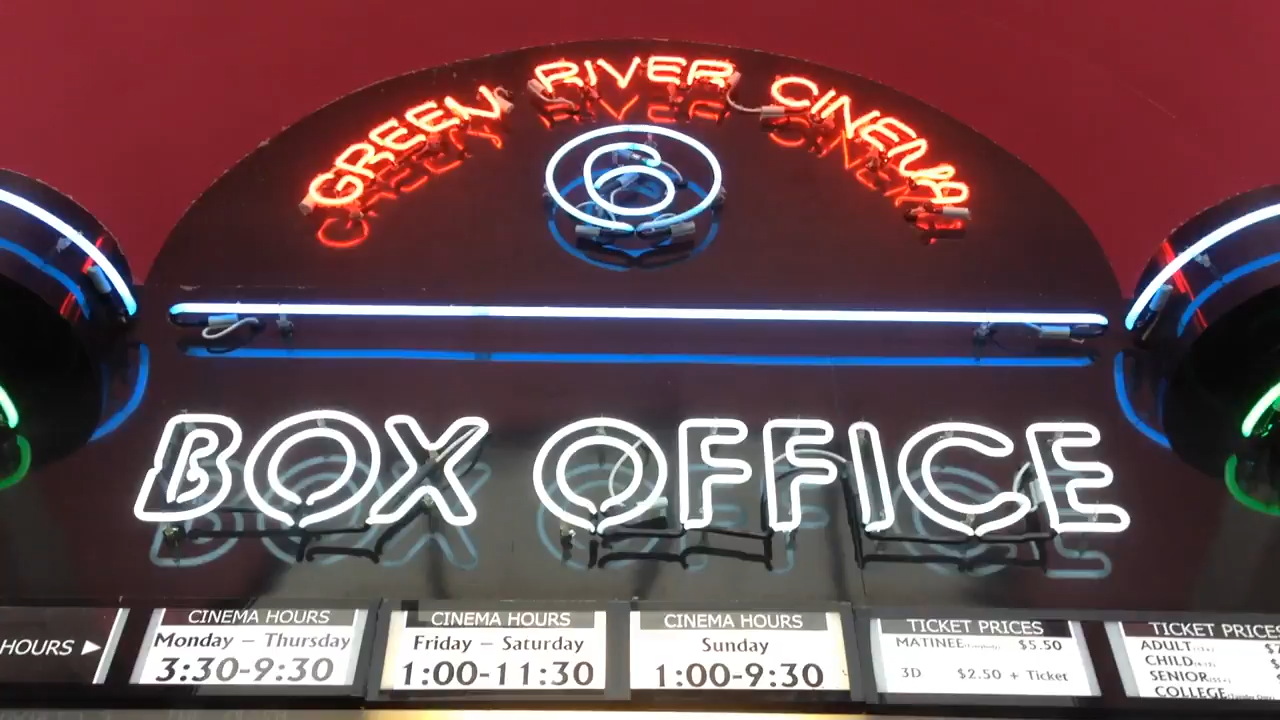 GREEN RIVER CINEMA
6
BOX OFFICE
HOURS ▶
CINEMA HOURS
Monday – Thursday
3:30-9:30
CINEMA HOURS
Friday – Saturday
1:00-11:30
CINEMA HOURS
Sunday
1:00-9:30
TICKET PRICES
MATINEE $5.50
3D $2.50 + Ticket
TICKET PRICES
ADULT $7
CHILD $
SENIOR $
COLLEGE